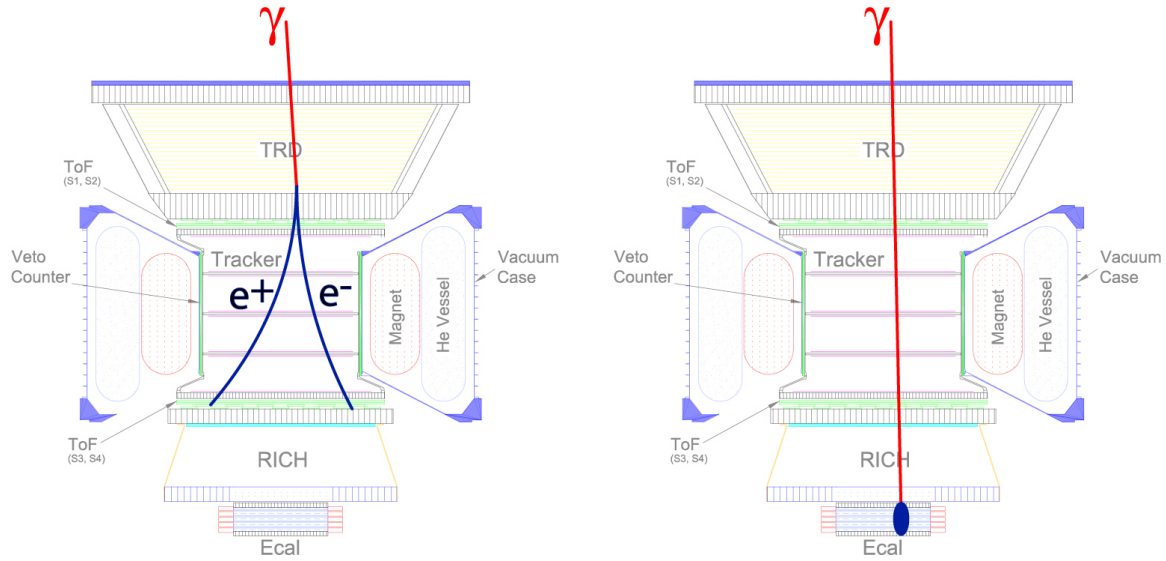 γ
TRD
ToF
(S1, S2)
Veto
Counter
Tracker
e+
e-
Magnet
He Vessel
Vacuum
Case
ToF
(S3, S4)
RICH
Ecal
γ
TRD
ToF
(S1, S2)
Veto
Counter
Tracker
Magnet
He Vessel
Vacuum
Case
ToF
(S3, S4)
RICH
Ecal